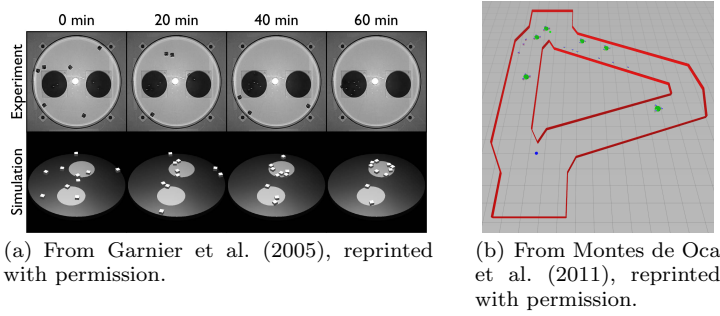 0 min 20 min 40 min 60 min
Experiment
Simulation
(a) From Garnier et al. (2005), reprinted
with permission.
(b) From Montes de Oca
et al. (2011), reprinted
with permission.